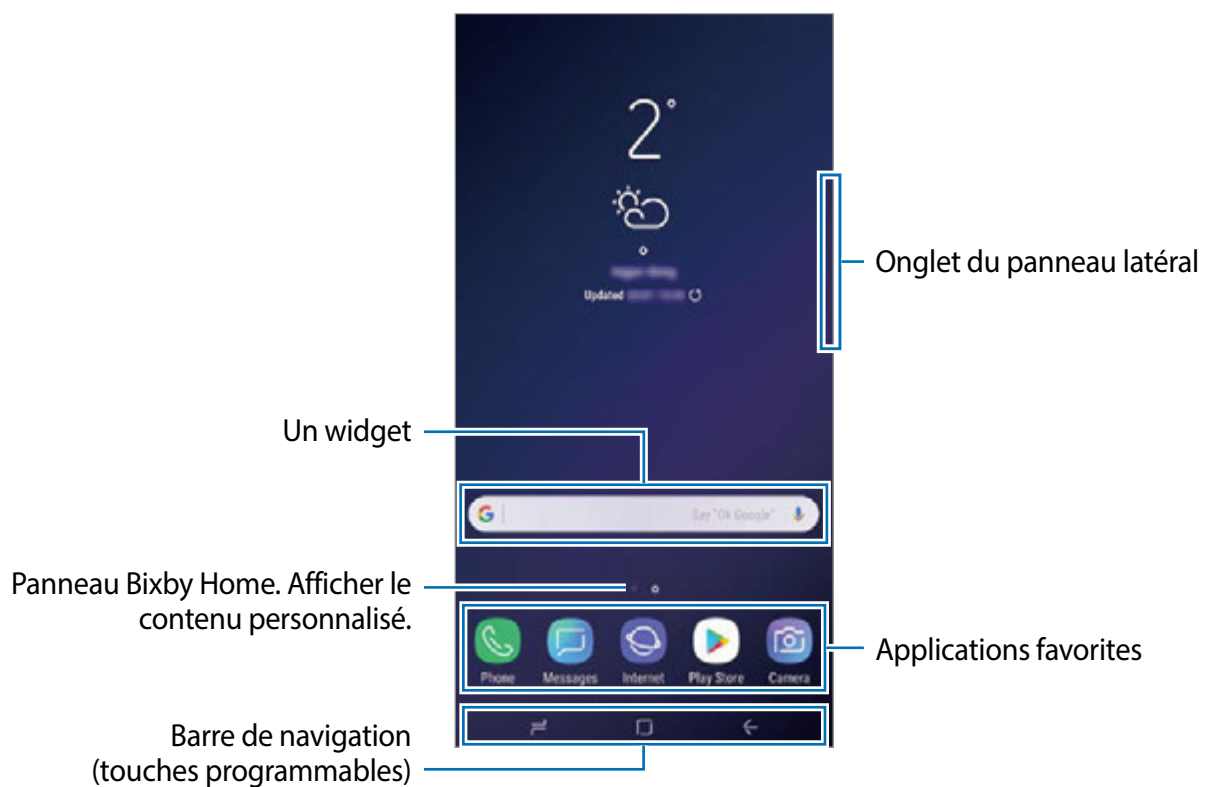 2°
Onglet du panneau latéral
Updated
Un widget
G
Say "Ok Google"
Panneau Bixby Home. Afficher le
contenu personnalisé.
Applications favorites
Phone Messages Internet Play Store Camera
Barre de navigation
(touches programmables)